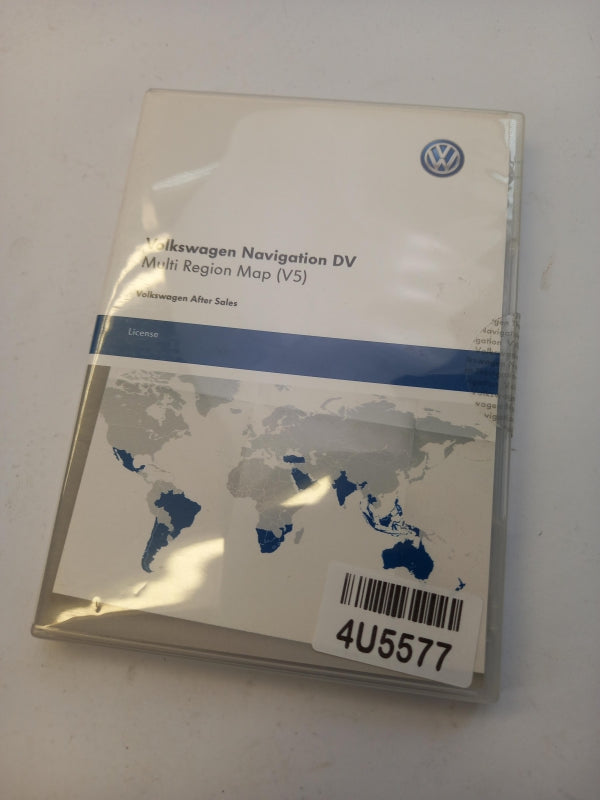 Volkswagen Navigation DV
Multi Region Map (V5)
Volkswagen After Sales
License
4U5577